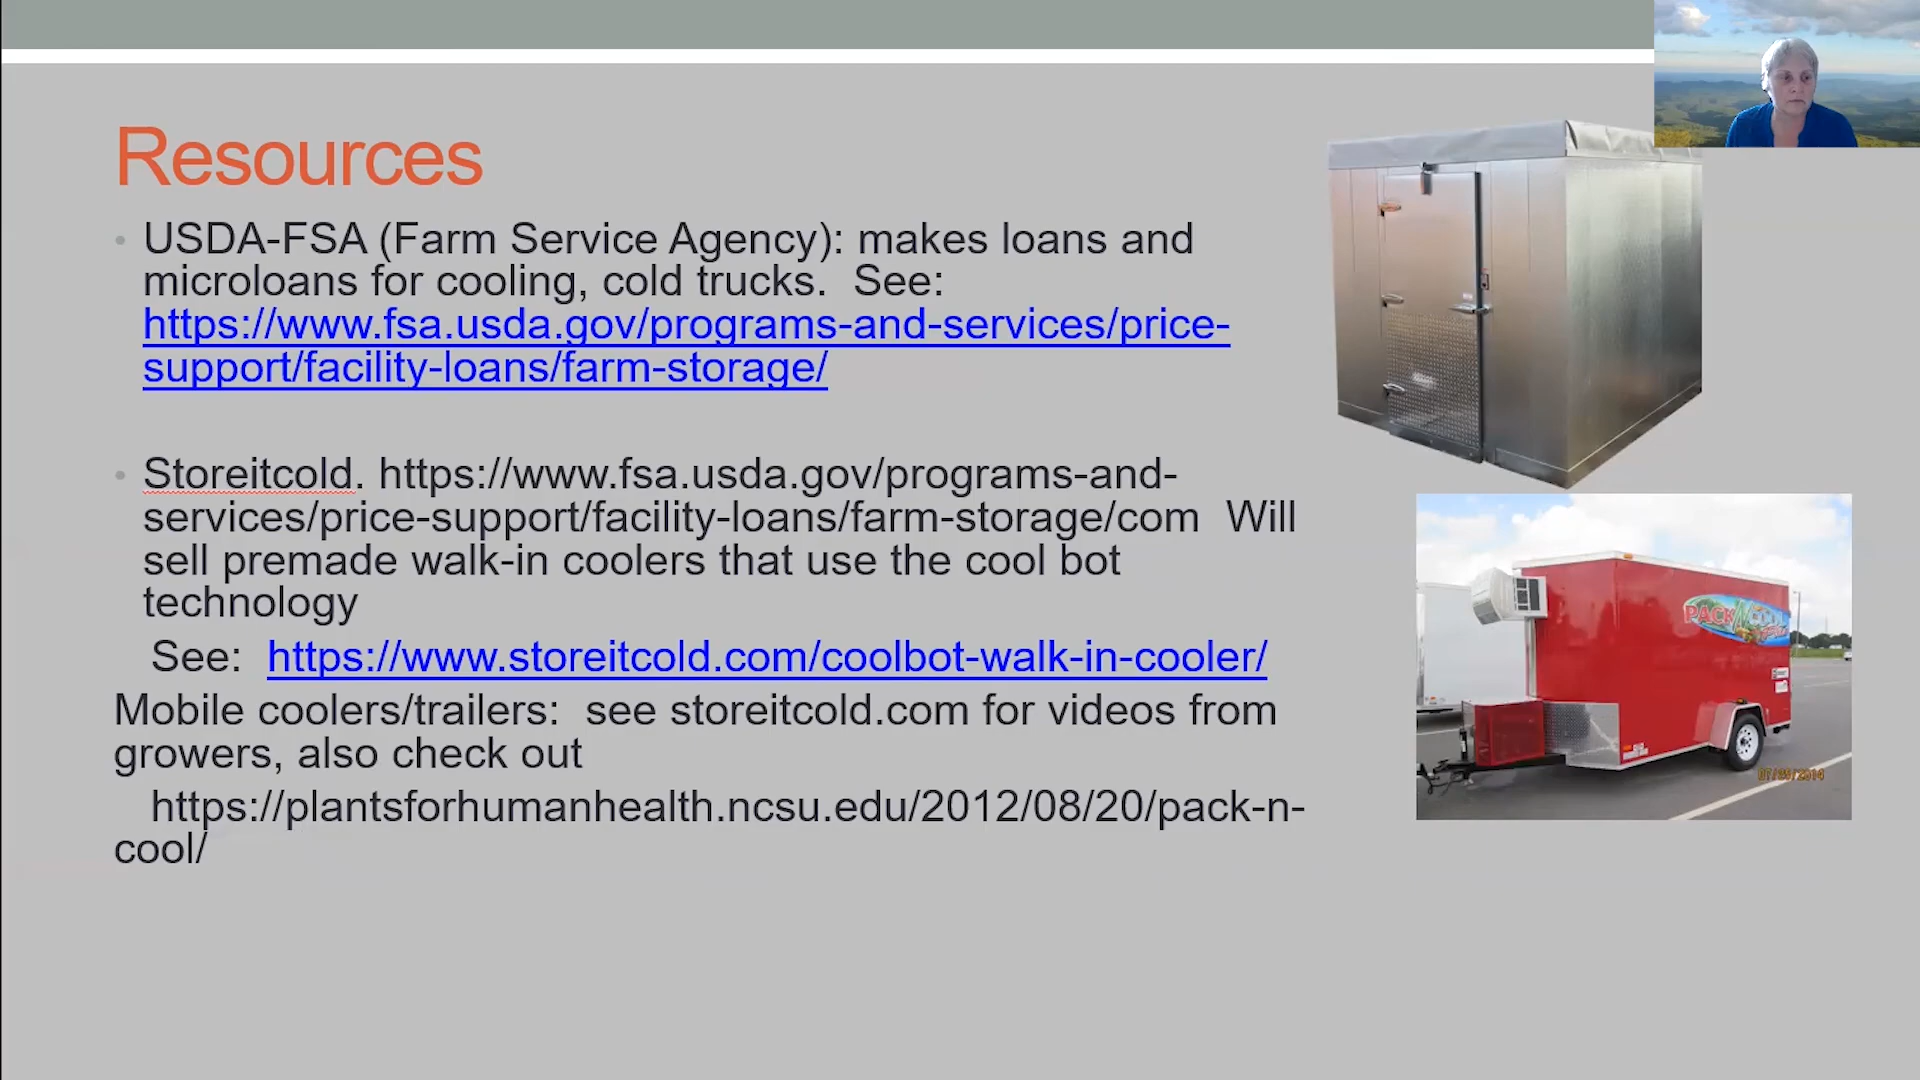 Resources
USDA-FSA (Farm Service Agency): makes loans and
microloans for cooling, cold trucks.  See:
https://www.fsa.usda.gov/programs-and-services/price-
support/facility-loans/farm-storage/
Storeitcold. https://www.fsa.usda.gov/programs-and-
services/price-support/facility-loans/farm-storage/com  Will
sell premade walk-in coolers that use the cool bot
technology
See:  https://www.storeitcold.com/coolbot-walk-in-cooler/
Mobile coolers/trailers:  see storeitcold.com for videos from
growers, also check out
https://plantsforhumanhealth.ncsu.edu/2012/08/20/pack-n-
cool/
PACK N COOL